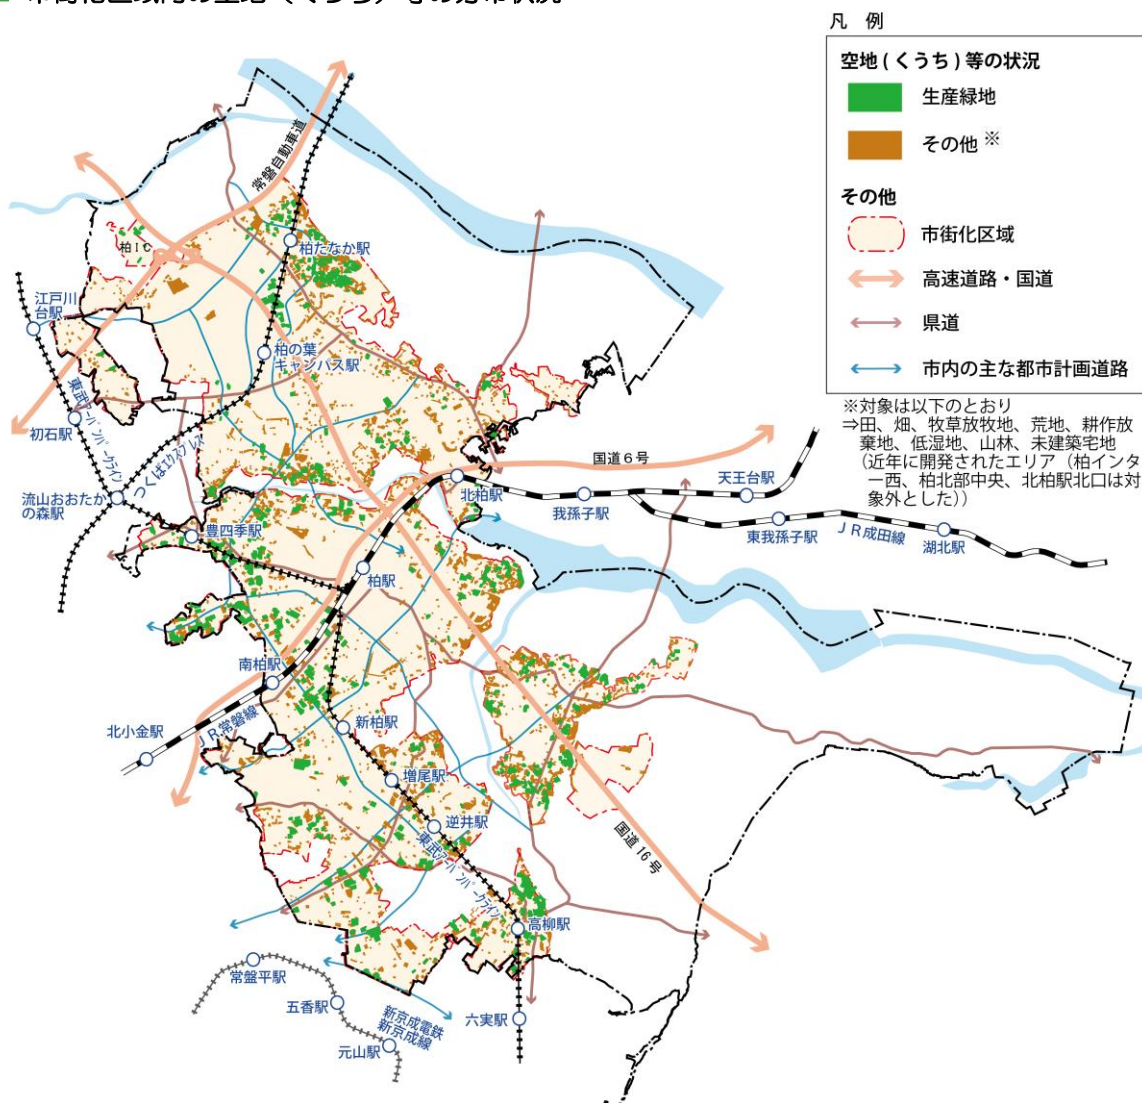 市街化区域内の空地(くうち)等の分布状況
凡 例
空地(くうち)等の状況
生産緑地
その他 ※
その他
市街化区域
高速道路・国道
県道
市内の主な都市計画道路
※対象は以下のとおり
⇒田、畑、牧草放牧地、荒地、耕作放
棄地、低湿地、山林、未建築宅地
(近年に開発されたエリア(柏インタ
ー西、柏北部中央、北柏駅北口は対
象外とした))
常磐自動車道
柏IC
柏たなか駅
江戸川
台駅
柏の葉
キャンパス駅
東武アーバンパークライン
初石駅
つくばエクスプレス
流山おおたか
の森駅
豊四季駅
国道6号
北柏駅
我孫子駅
天王台駅
東我孫子駅
JR成田線
湖北駅
柏駅
南柏駅
北小金駅
JR常磐線
新柏駅
増尾駅
逆井駅
東武アーバンパークライン
国道16号
高柳駅
常盤平駅
五香駅
新京成電鉄
新京成線
元山駅
六実駅